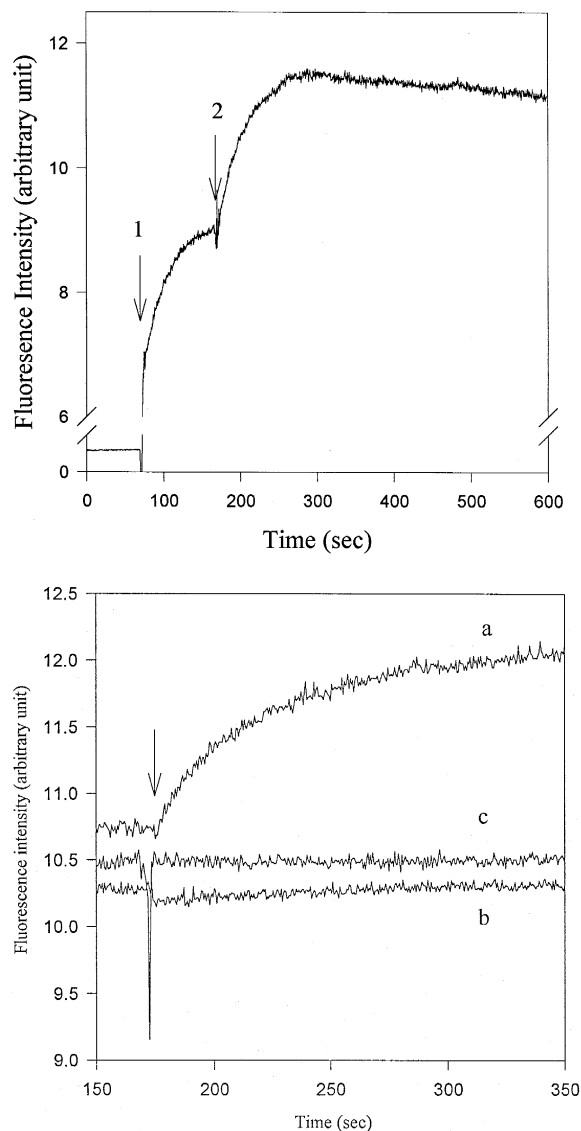 12
10
8
6
0
Fluoresence Intensity (arbitrary unit)
1
2
0 100 200 300 400 500 600
Time (sec)
12.5
12.0
11.5
11.0
10.5
10.0
9.5
9.0
Fluorescence intensity (arbitrary unit)
a
c
b
150 200 250 300 350
Time (sec)